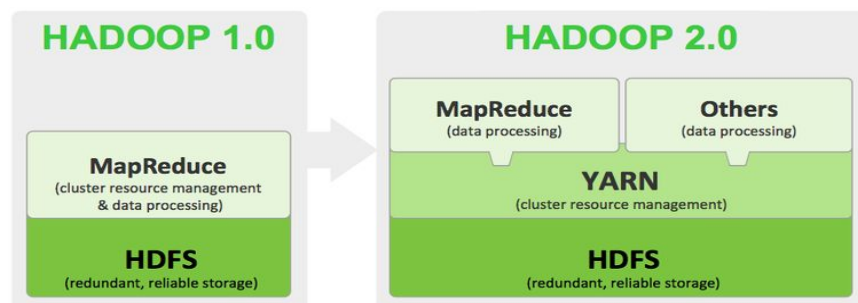 HADOOP 1.0
MapReduce
(cluster resource management
& data processing)
HDFS
(redundant, reliable storage)
HADOOP 2.0
MapReduce
(data processing)
Others
(data processing)
YARN
(cluster resource management)
HDFS
(redundant, reliable storage)